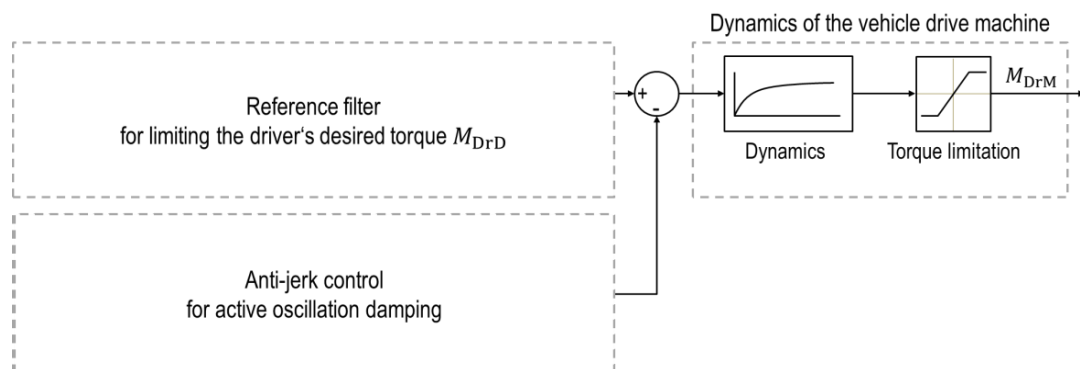 Dynamics of the vehicle drive machine
Reference filter
for limiting the driver‘s desired torque M_DrD
+
-
M_DrM
Dynamics
Torque limitation
Anti-jerk control
for active oscillation damping